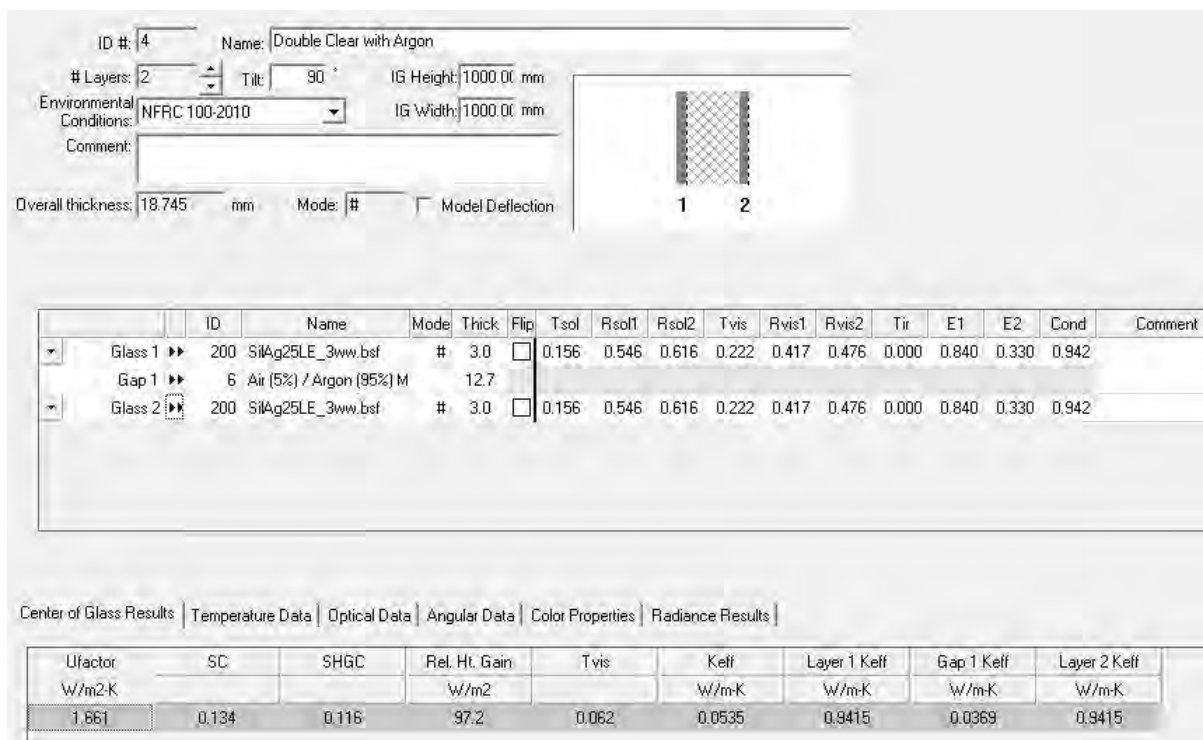 ID #: 4 Name: Double Clear with Argon
# Layers: 2 Tilt: 90 ° IG Height: 1000.00 mm
Environmental Conditions: NFRC 100-2010 IG Width: 1000.00 mm
Comment:
Overall thickness: 18.745 mm Mode: # Model Deflection
1 2
ID Name Mode Thick Flip Tsol Rsol1 Rsol2 Tvis Rvis1 Rvis2 Tir E1 E2 Cond Comment
Glass 1 200 SilAg25LE_3ww.bsf # 3.0 0.156 0.546 0.616 0.222 0.417 0.476 0.000 0.840 0.330 0.942
Gap 1 6 Air (5%) / Argon (95%) M 12.7
Glass 2 200 SilAg25LE_3ww.bsf # 3.0 0.156 0.546 0.616 0.222 0.417 0.476 0.000 0.840 0.330 0.942
Center of Glass Results Temperature Data Optical Data Angular Data Color Properties Radiance Results
Ufactor SC SHGC Rel. Ht. Gain Tvis Keff Layer 1 Keff Gap 1 Keff Layer 2 Keff
W/m2-K W/m2 W/m-K W/m-K W/m-K W/m-K
1.661 0.134 0.116 97.2 0.062 0.0535 0.9415 0.0369 0.9415